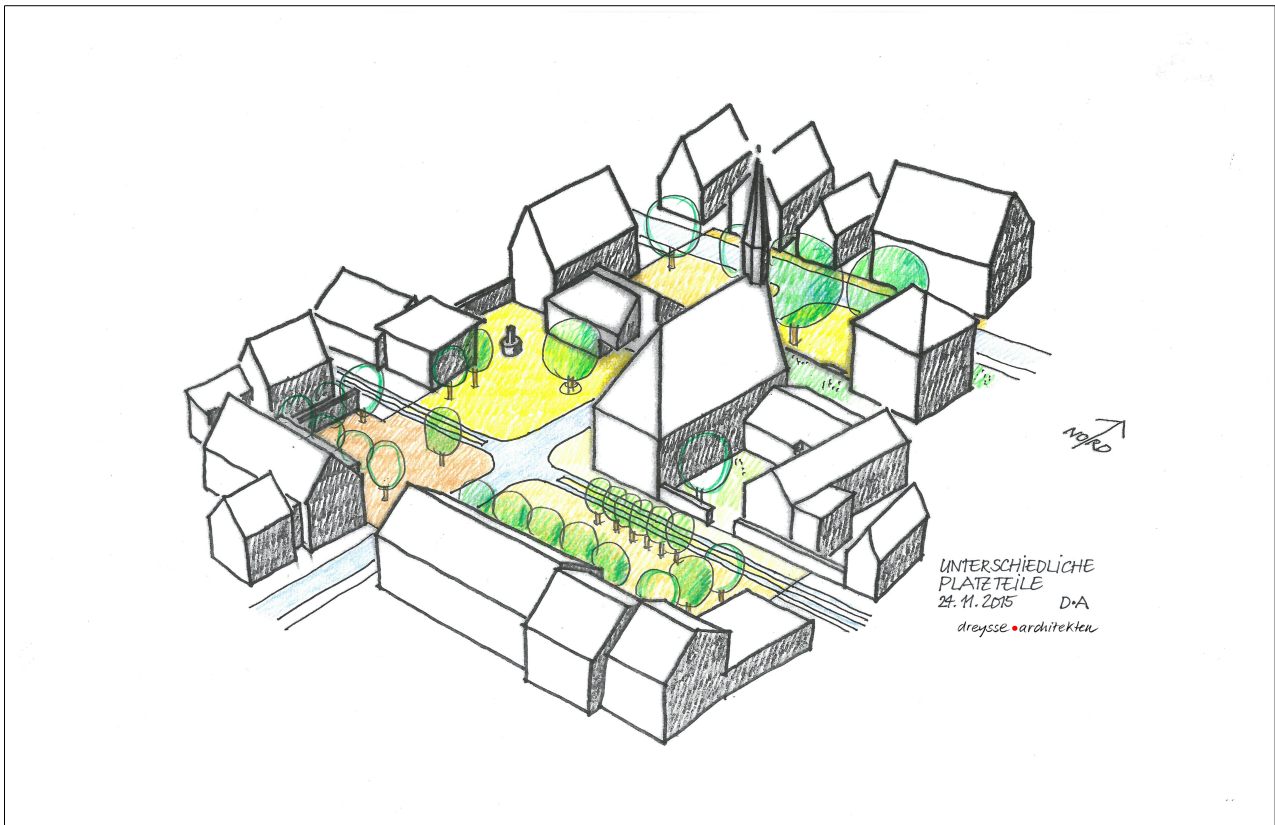 NORD
UNTERSCHIEDLICHE
PLATZTEILE
24.11.2015 D•A
dreysse•architekten